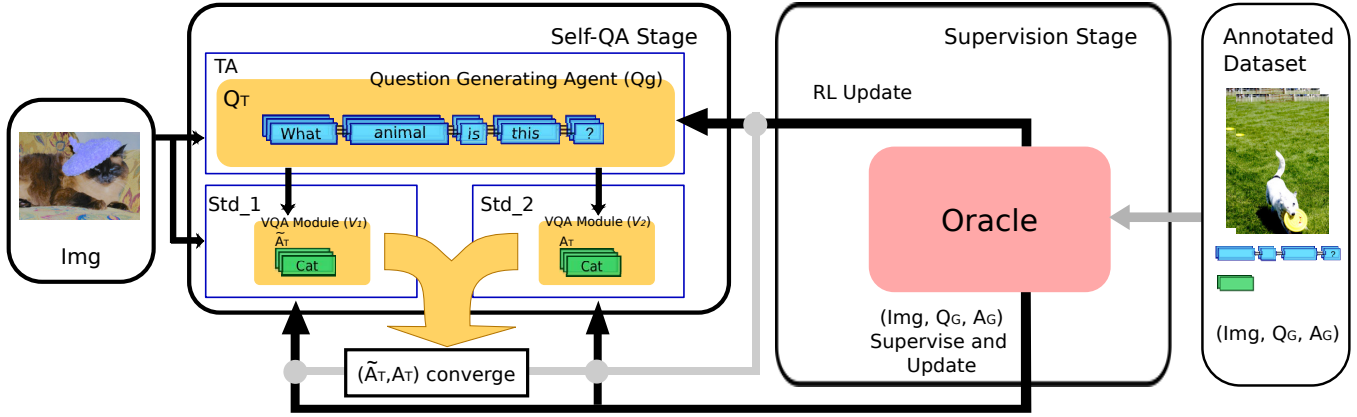 Img
Self-QA Stage
TA
Question Generating Agent (Qg)
QT
What animal is this ?
Std_1
VQA Module (V1)
ÃT
Cat
Std_2
VQA Module (V2)
AT
Cat
(ÃT,AT) converge
Supervision Stage
RL Update
Oracle
(Img, QG, AG)
Supervise and
Update
Annotated
Dataset
?
(Img, QG, AG)